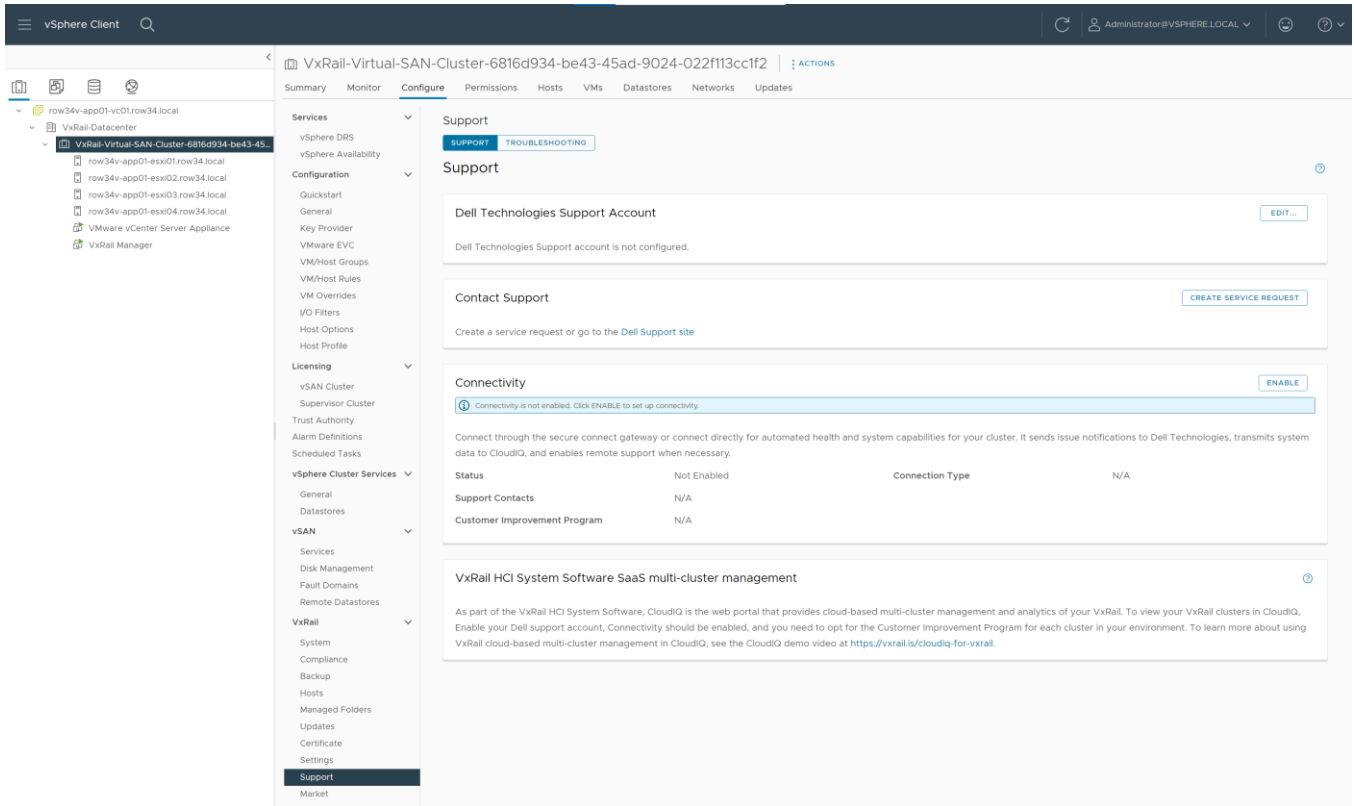 vSphere Client
Administrator@VSPHERE.LOCAL
VxRail-Virtual-SAN-Cluster-6816d934-be43-45ad-9024-022f113cc1f2
ACTIONS
Summary Monitor Configure Permissions Hosts VMs Datastores Networks Updates
row34v-app01-vc01.row34.local
VxRail-Datacenter
VxRail-Virtual-SAN-Cluster-6816d934-be43-45...
row34v-app01-esxi01.row34.local
row34v-app01-esxi02.row34.local
row34v-app01-esxi03.row34.local
row34v-app01-esxi04.row34.local
VMware vCenter Server Appliance
VxRail Manager
Services
vSphere DRS
vSphere Availability
Configuration
Quickstart
General
Key Provider
VMware EVC
VM/Host Groups
VM/Host Rules
VM Overrides
I/O Filters
Host Options
Host Profile
Licensing
vSAN Cluster
Supervisor Cluster
Trust Authority
Alarm Definitions
Scheduled Tasks
vSphere Cluster Services
General
Datastores
vSAN
Services
Disk Management
Fault Domains
Remote Datastores
VxRail
System
Compliance
Backup
Hosts
Managed Folders
Updates
Certificate
Settings
Support
Market
Support
SUPPORT TROUBLESHOOTING
Support
Dell Technologies Support Account
EDIT...
Dell Technologies Support account is not configured.
Contact Support
CREATE SERVICE REQUEST
Create a service request or go to the Dell Support site
Connectivity
ENABLE
Connectivity is not enabled. Click ENABLE to set up connectivity.
Connect through the secure connect gateway or connect directly for automated health and system capabilities for your cluster. It sends issue notifications to Dell Technologies, transmits system
data to CloudIQ, and enables remote support when necessary.
Status Not Enabled Connection Type N/A
Support Contacts N/A
Customer Improvement Program N/A
VxRail HCI System Software SaaS multi-cluster management
As part of the VxRail HCI System Software, CloudIQ is the web portal that provides cloud-based multi-cluster management and analytics of your VxRail. To view your VxRail clusters in CloudIQ,
Enable your Dell support account, Connectivity should be enabled, and you need to opt for the Customer Improvement Program for each cluster in your environment. To learn more about using
VxRail cloud-based multi-cluster management in CloudIQ, see the CloudIQ demo video at https://vxrail.is/cloudiq-for-vxrail.